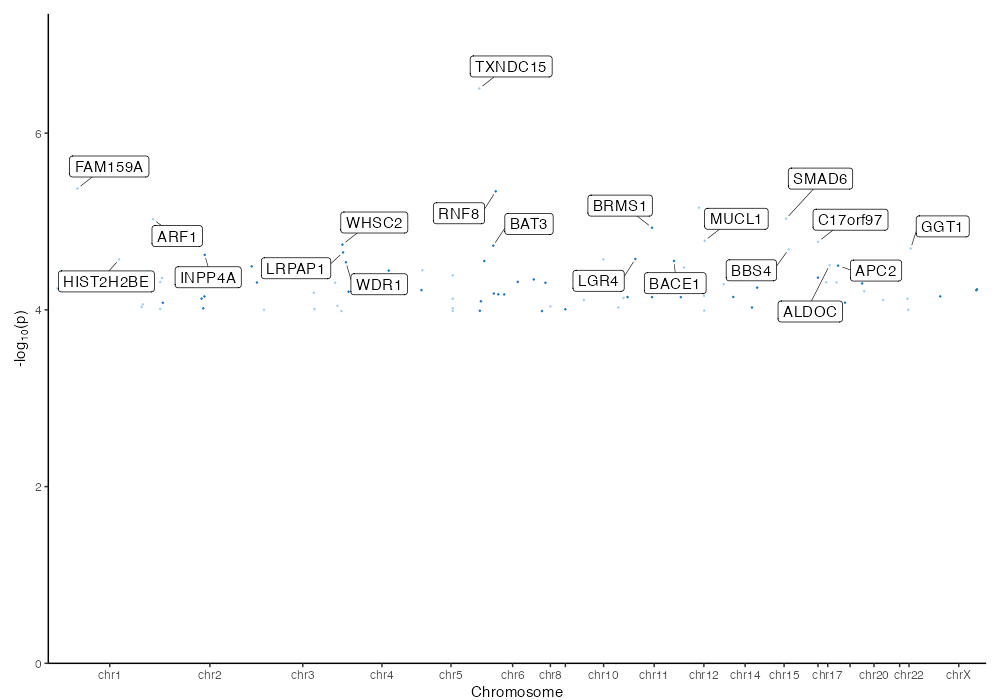 TXNDC15
6
FAM159A
SMAD6
BRMS1
RNF8
MUCL1
C17orf97
WHSC2
BAT3
GGT1
ARF1
LRPAP1
BBS4
APC2
HIST2H2BE
INPP4A
WDR1
LGR4
BACE1
ALDOC
4
-log10(p)
2
0
chr1 chr2 chr3 chr4 chr5 chr6 chr8 chr10 chr11 chr12 chr14 chr15 chr17 chr20 chr22 chrX
Chromosome